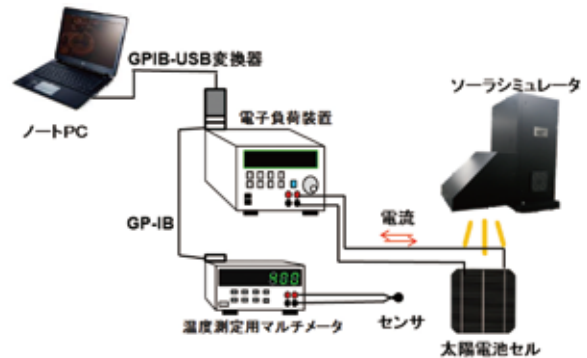 GPIB-USB変換器
ソーラシミュレータ
ノートPC
電子負荷装置
GP-IB
電流
400
センサ
温度測定用マルチメータ
太陽電池セル